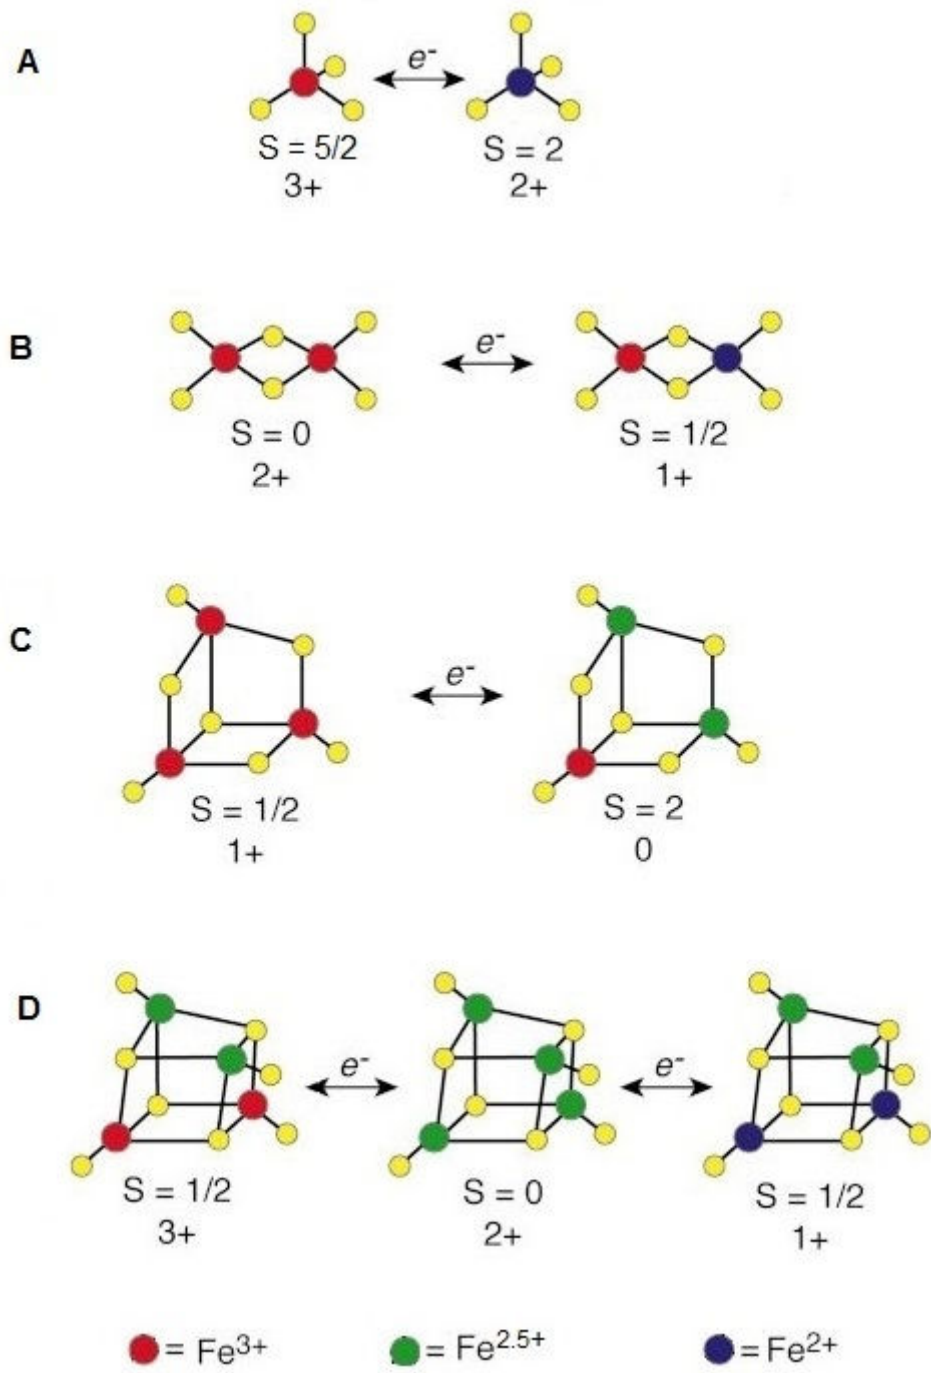 A
e⁻
S = 5/2
S = 2
3+
2+
B
e⁻
S = 0
S = 1/2
2+
1+
C
e⁻
S = 1/2
S = 2
1+
0
D
e⁻
e⁻
S = 1/2
S = 0
S = 1/2
3+
2+
1+
= Fe³⁺
= Fe²·⁵⁺
= Fe²⁺